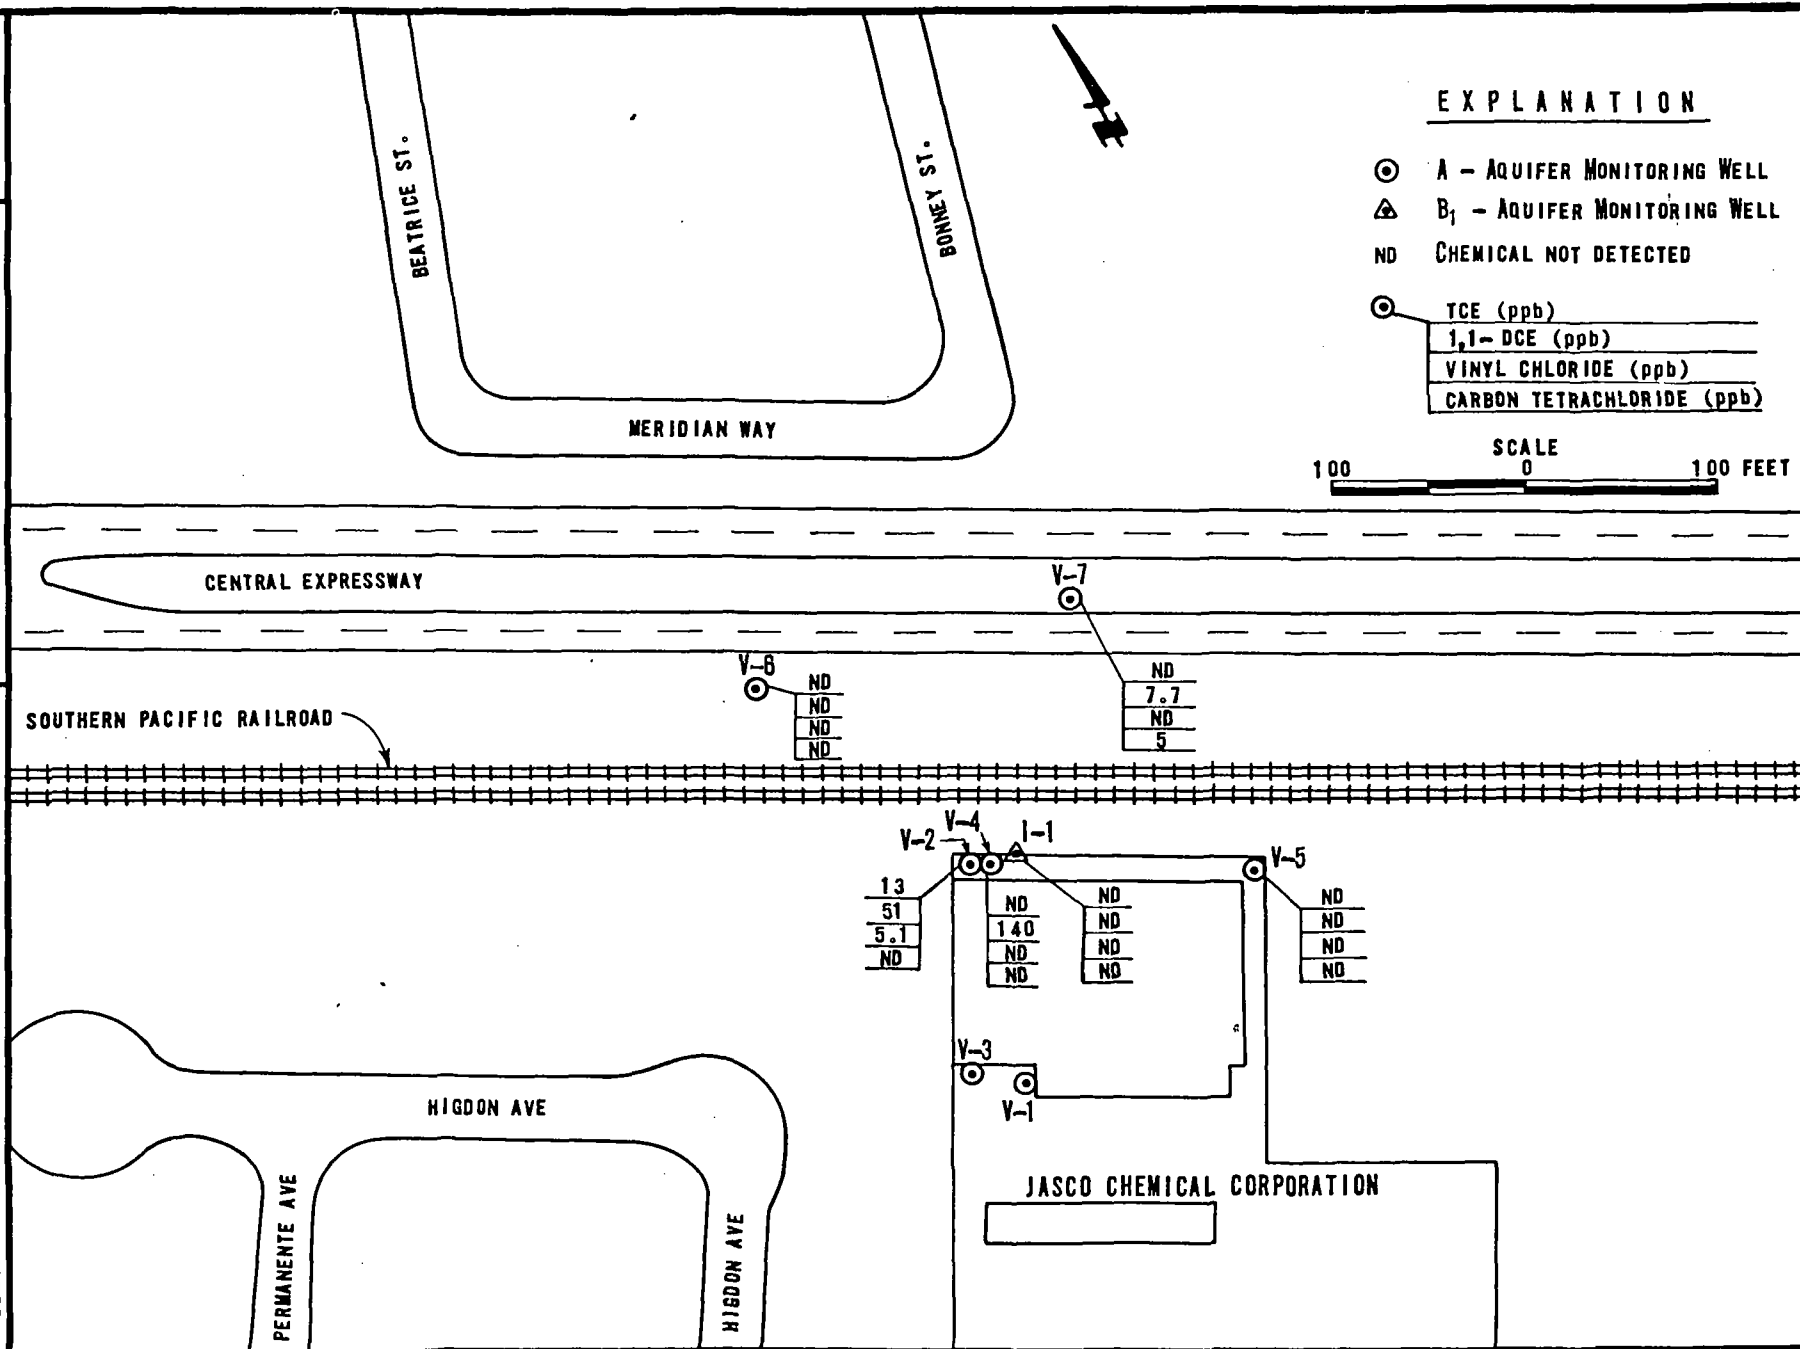 EXPLANATION
A - AQUIFER MONITORING WELL
B1 - AQUIFER MONITORING WELL
ND CHEMICAL NOT DETECTED
TCE (ppb)
1,1- DCE (ppb)
VINYL CHLORIDE (ppb)
CARBON TETRACHLORIDE (ppb)
SCALE
100 0 100 FEET
BEATRICE ST.
BONNEY ST.
MERIDIAN WAY
CENTRAL EXPRESSWAY
V-7
ND
7.7
ND
5
V-6
ND
ND
ND
ND
SOUTHERN PACIFIC RAILROAD
V-2
13
51
5.1
ND
V-4
ND
140
ND
ND
I-1
ND
ND
ND
ND
V-5
ND
ND
ND
ND
V-3
V-1
HIGDON AVE
PERMANENTE AVE
HIGDON AVE
JASCO CHEMICAL CORPORATION